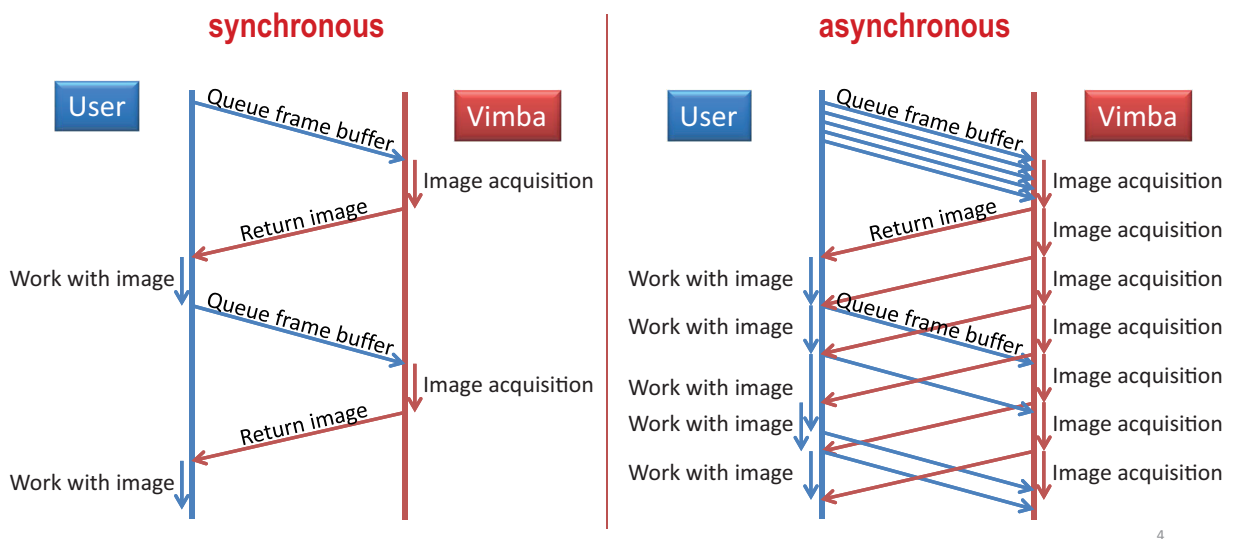 synchronous
User
Vimba
Queue frame buffer
Image acquisition
Return image
Work with image
Queue frame buffer
Image acquisition
Return image
Work with image
asynchronous
User
Vimba
Queue frame buffer
Image acquisition
Return image
Image acquisition
Work with image
Image acquisition
Work with image
Queue frame buffer
Image acquisition
Work with image
Image acquisition
Work with image
Image acquisition
Work with image
Image acquisition
4